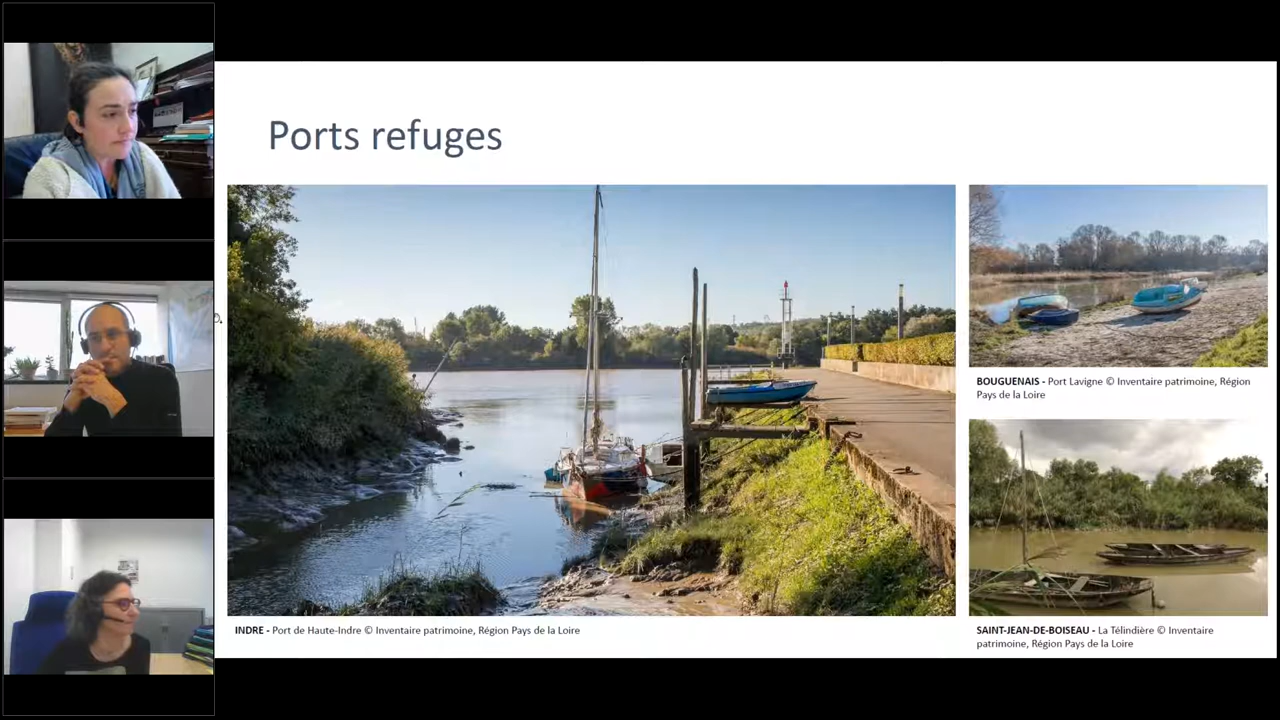 Ports refuges
BOUGUENAIS - Port Lavigne © Inventaire patrimoine, Région
Pays de la Loire
INDRE - Port de Haute-Indre © Inventaire patrimoine, Région Pays de la Loire
SAINT-JEAN-DE-BOISEAU - La Télindière © Inventaire
patrimoine, Région Pays de la Loire